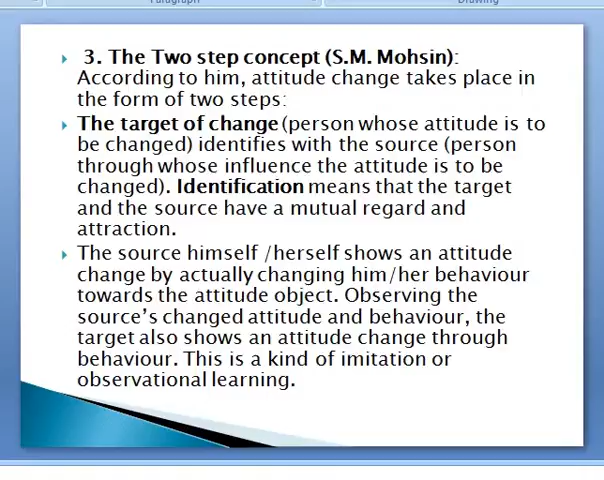 Paragraph
Drawing
3. The Two step concept (S.M. Mohsin):
According to him, attitude change takes place in
the form of two steps:
The target of change (person whose attitude is to
be changed) identifies with the source (person
through whose influence the attitude is to be
changed). Identification means that the target
and the source have a mutual regard and
attraction.
The source himself /herself shows an attitude
change by actually changing him/her behaviour
towards the attitude object. Observing the
source’s changed attitude and behaviour, the
target also shows an attitude change through
behaviour. This is a kind of imitation or
observational learning.